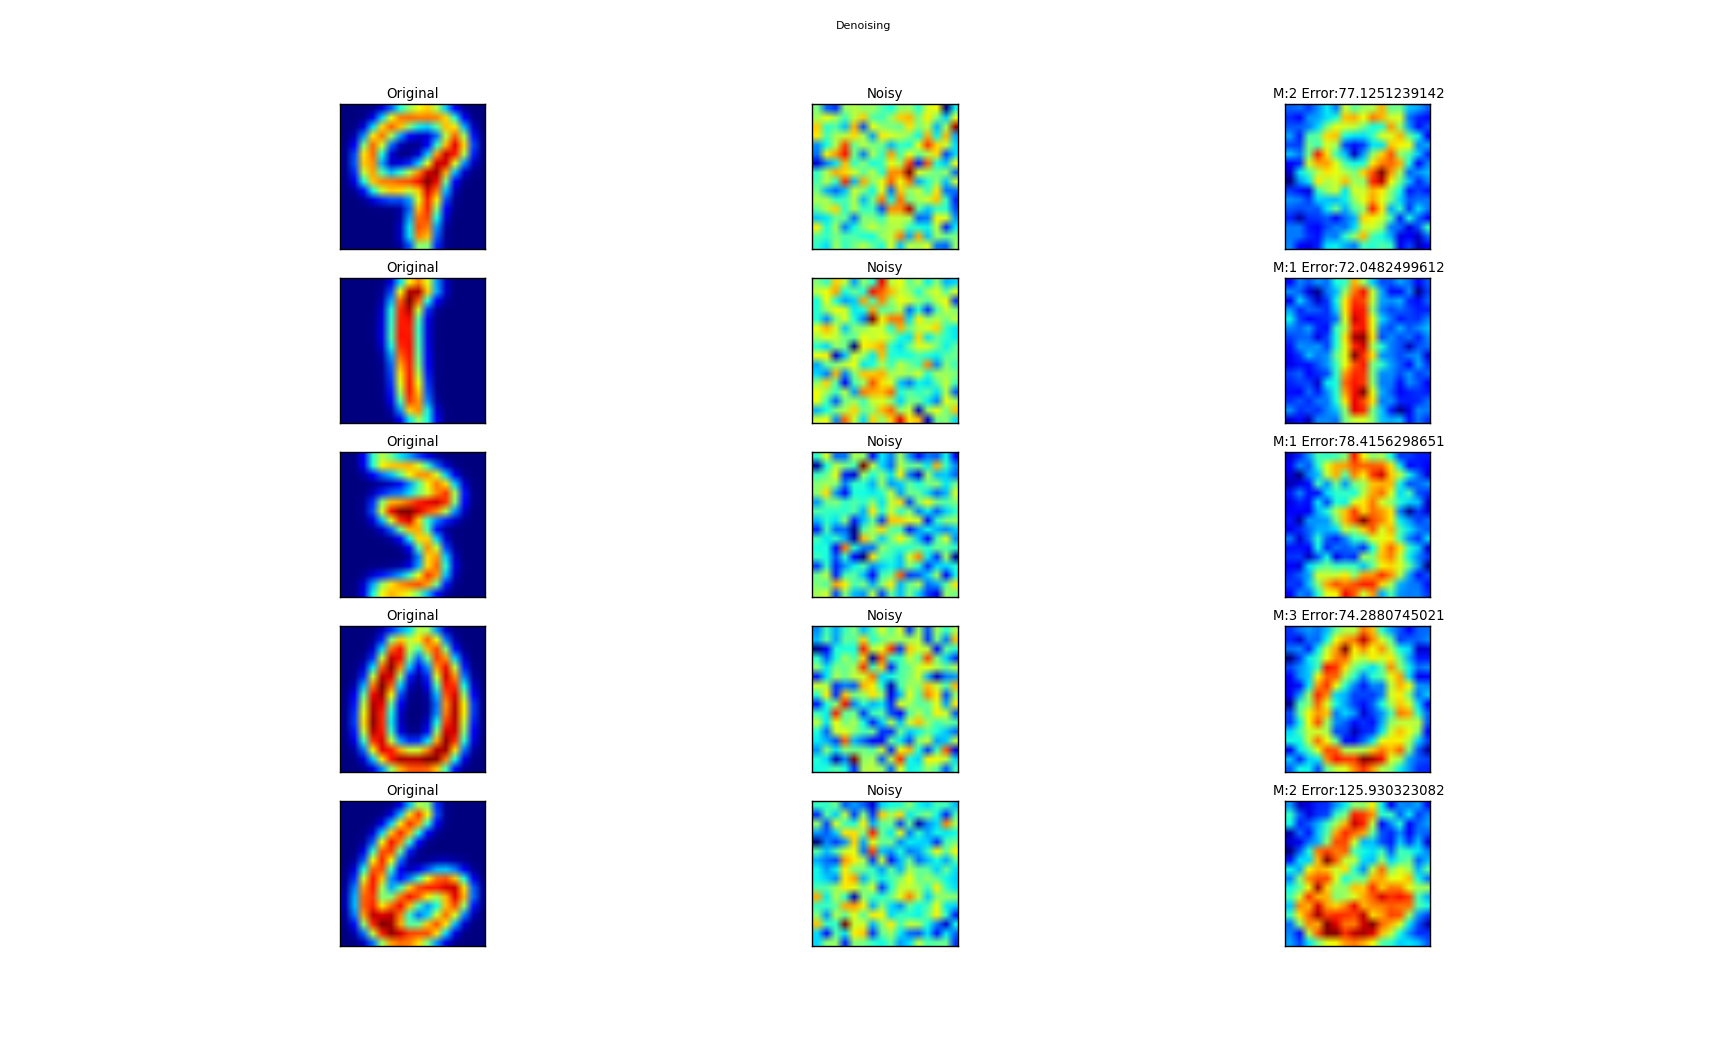 Denoising
Original Noisy M:2 Error:77.1251239142
Original Noisy M:1 Error:72.0482499612
Original Noisy M:1 Error:78.4156298651
Original Noisy M:3 Error:74.2880745021
Original Noisy M:2 Error:125.930323082